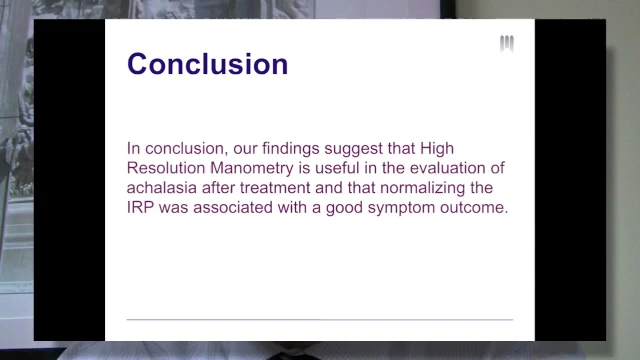 Conclusion
In conclusion, our findings suggest that High
Resolution Manometry is useful in the evaluation of
achalasia after treatment and that normalizing the
IRP was associated with a good symptom outcome.